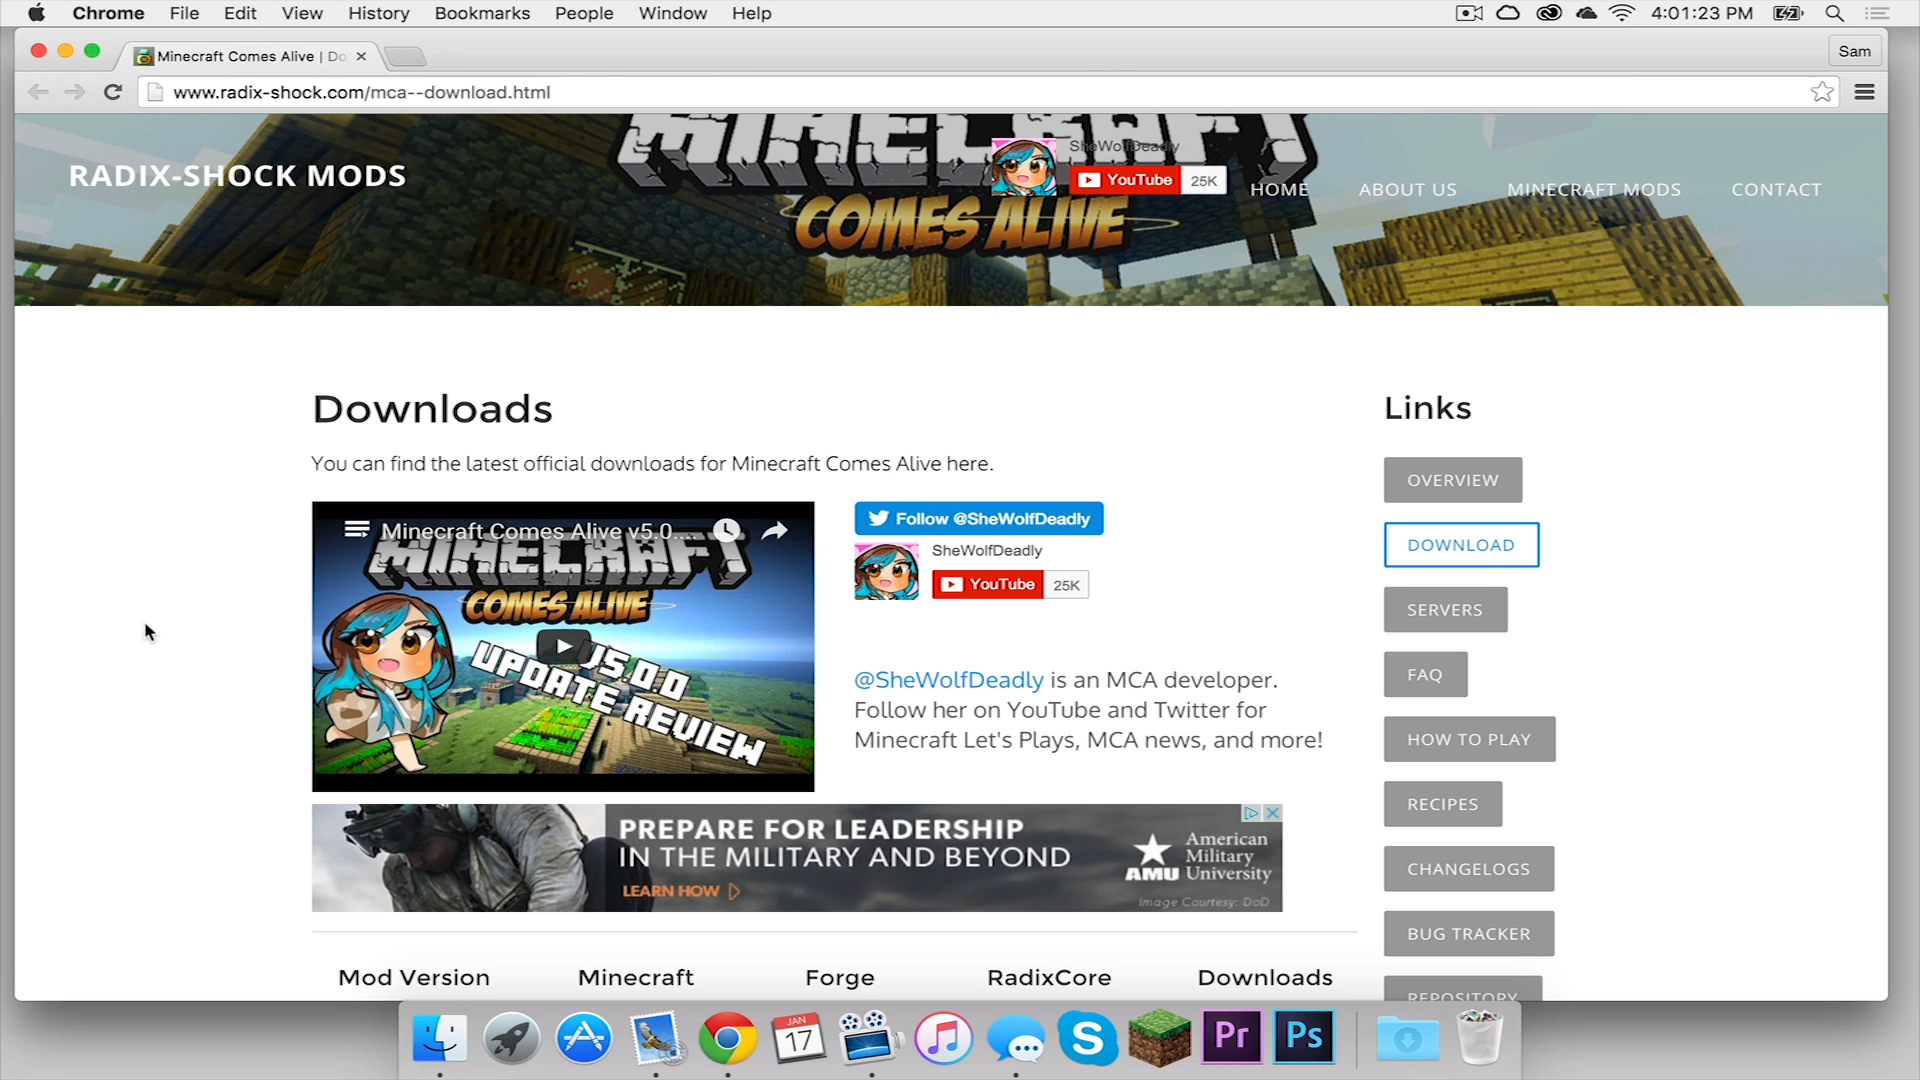 Chrome File Edit View History Bookmarks People Window Help
4:01:23 PM
Minecraft Comes Alive | Do
Sam
www.radix-shock.com/mca--download.html
MINECRAFT
COMES ALIVE
RADIX-SHOCK MODS
SheWolfDeadly
YouTube 25K
HOME ABOUT US MINECRAFT MODS CONTACT
Downloads
You can find the latest official downloads for Minecraft Comes Alive here.
Minecraft Comes Alive v5.0....
MINECRAFT
COMES ALIVE
V5.0.0
UPDATE REVIEW
Follow @SheWolfDeadly
SheWolfDeadly
YouTube 25K
@SheWolfDeadly is an MCA developer.
Follow her on YouTube and Twitter for
Minecraft Let's Plays, MCA news, and more!
PREPARE FOR LEADERSHIP
IN THE MILITARY AND BEYOND
LEARN HOW
American
Military
AMU University
Image Courtesy: DoD
Mod Version Minecraft Forge RadixCore Downloads
Links
OVERVIEW
DOWNLOAD
SERVERS
FAQ
HOW TO PLAY
RECIPES
CHANGELOGS
BUG TRACKER
REPOSITORY
JAN
17
Pr
Ps